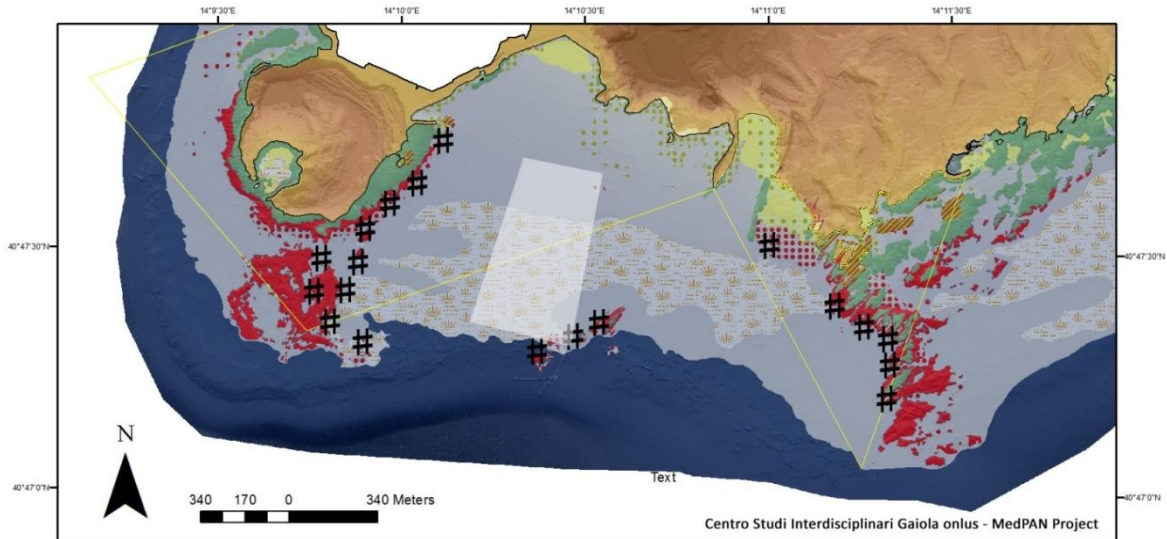 14°9'30"E 14°10'0"E 14°10'30"E 14°11'0"E 14°11'30"E
40°47'30"N 40°47'30"N
40°47'0"N 40°47'0"N
N
Text
340 170 0 340 Meters
Centro Studi Interdisciplinari Gaiola onlus - MedPAN Project